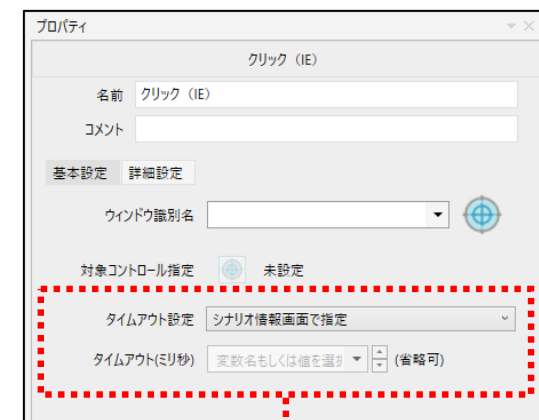 プロパティ
クリック（IE）
名前 クリック（IE）
コメント
基本設定 詳細設定
ウィンドウ識別名
対象コントロール指定 未設定
タイムアウト設定 シナリオ情報画面で指定
タイムアウト(ミリ秒) 変数名もしくは値を選択 (省略可)